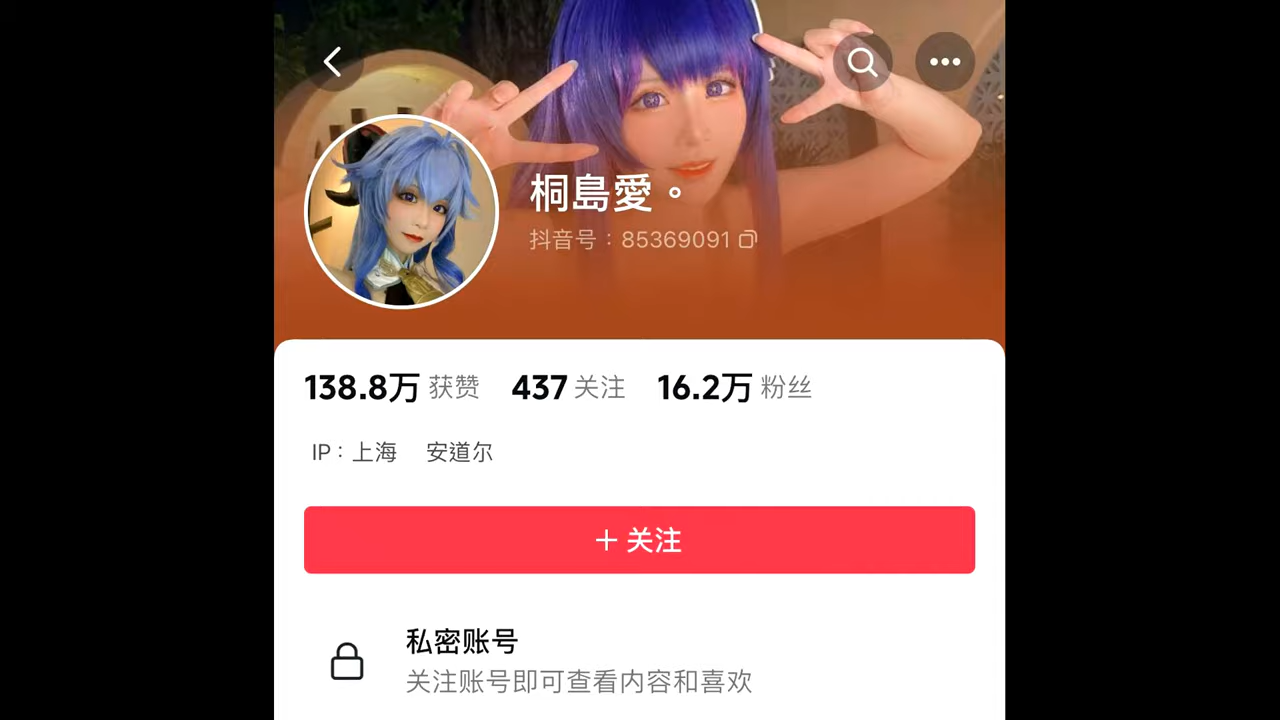 桐島愛。
抖音号：85369091
138.8万 获赞 437 关注 16.2万 粉丝
IP：上海 安道尔
+ 关注
私密账号
关注账号即可查看内容和喜欢